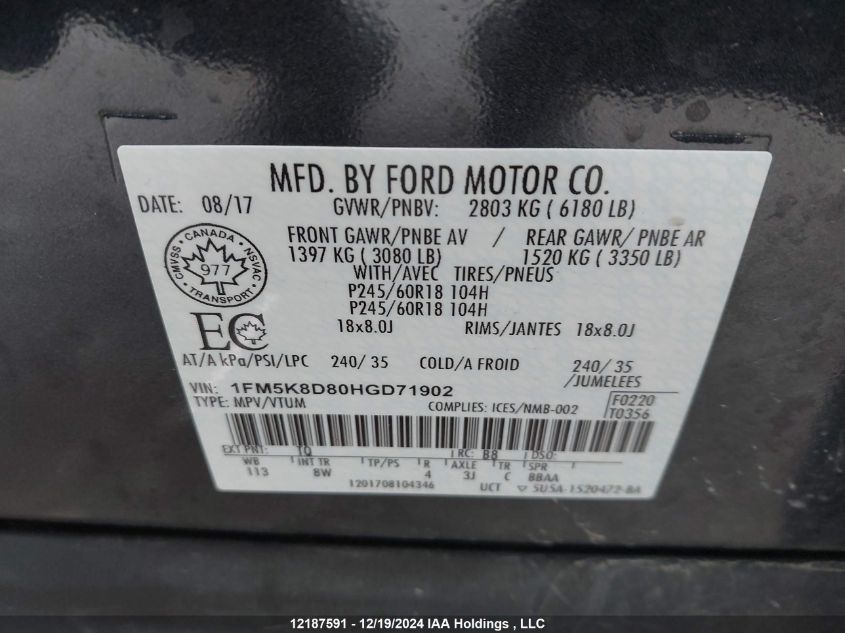 MFD. BY FORD MOTOR CO.
DATE: 08/17 GVWR/PNBV: 2803 KG ( 6180 LB)
FRONT GAWR/PNBE AV / REAR GAWR/ PNBE AR
1397 KG ( 3080 LB) 1520 KG ( 3350 LB)
WITH/AVEC TIRES/PNEUS
P245/60R18 104H
P245/60R18 104H
18x8.0J RIMS/JANTES 18x8.0J
CMVSS · CANADA · NSVAC
977
TRANSPORT
EC
AT/A kPa/PSI/LPC 240/ 35 COLD/A FROID 240/ 35
/JUMELEES
VIN: 1FM5K8D80HGD71902
TYPE: MPV/VTUM COMPLIES: ICES/NMB-002
F0220
T0356
EXT PNT: TQ RC: B8 DSO:
WB INT TR TP/PS R AXLE TR SPR
113 8W 4 3J C BBAA
1201708104346 UCT ▽ 5U5A-1520472-BA
12187591 - 12/19/2024 IAA Holdings , LLC